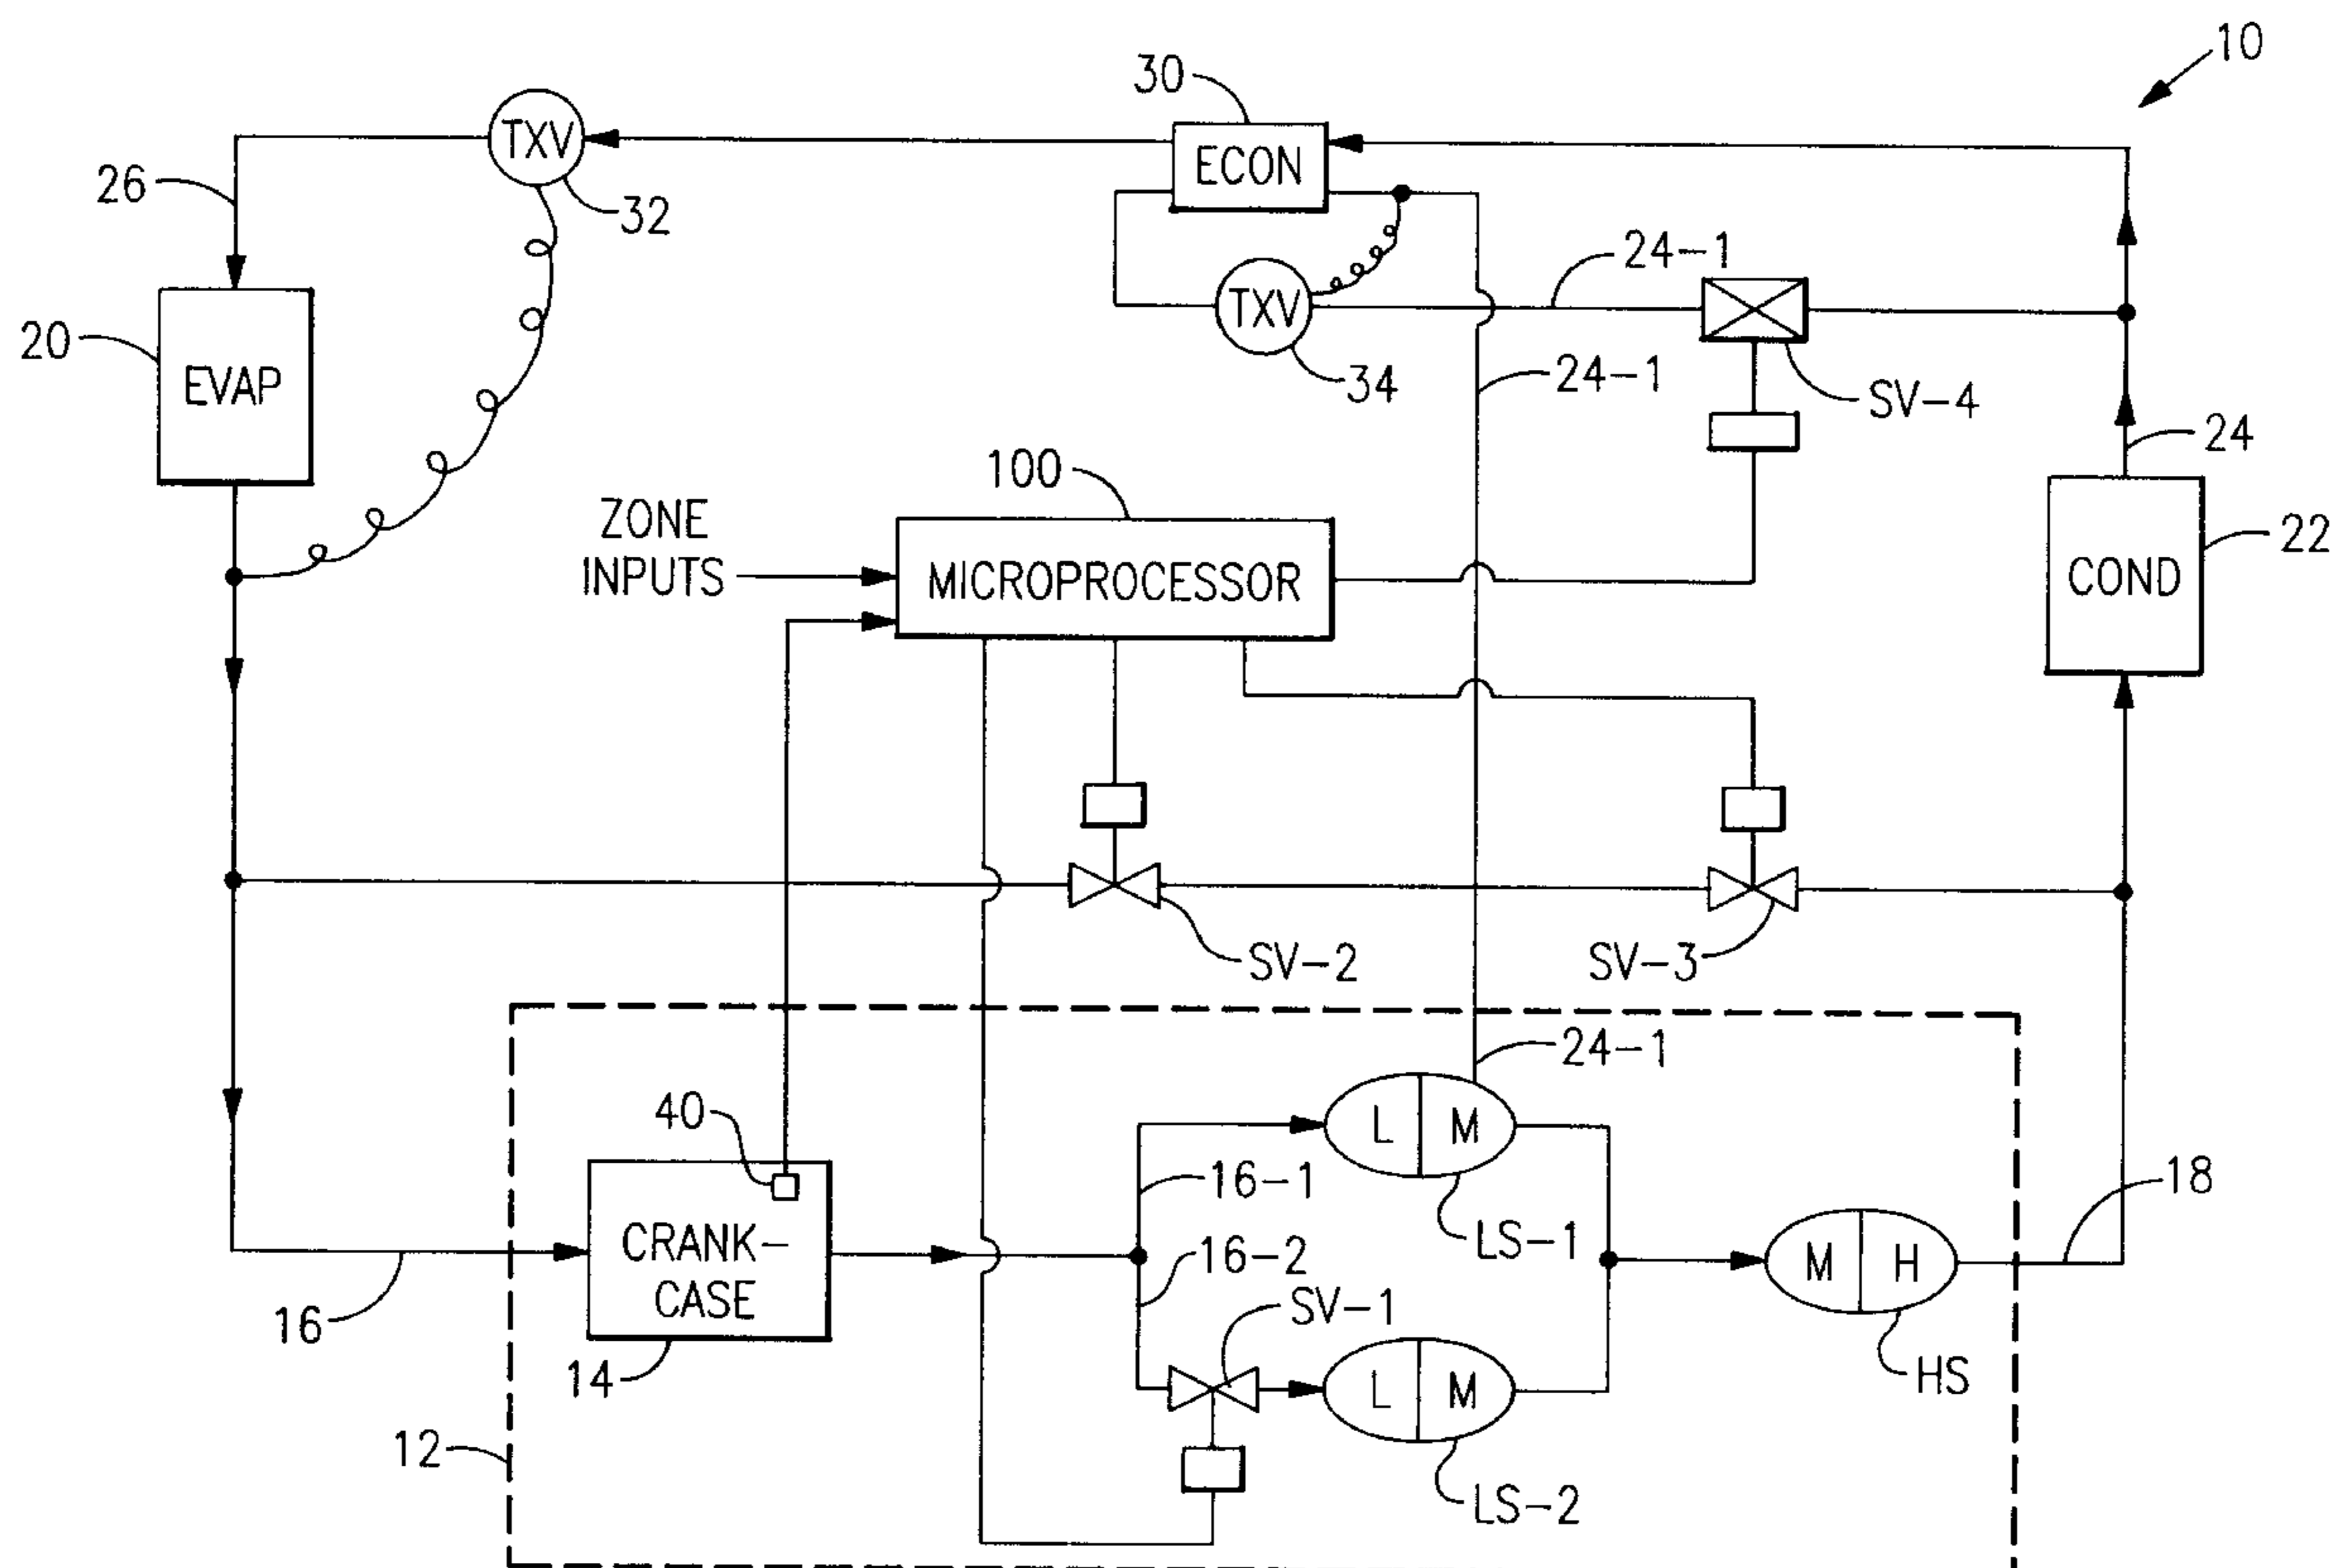 10
30
TXV
ECON
26
32
24-1
TXV
20
EVAP
34
24-1
SV-4
24
100
ZONE
INPUTS
MICROPROCESSOR
22
COND
SV-2
SV-3
24-1
40
L
M
16-1
18
CRANK-
CASE
LS-1
16-2
M
H
16
SV-1
14
L
M
HS
12
LS-2